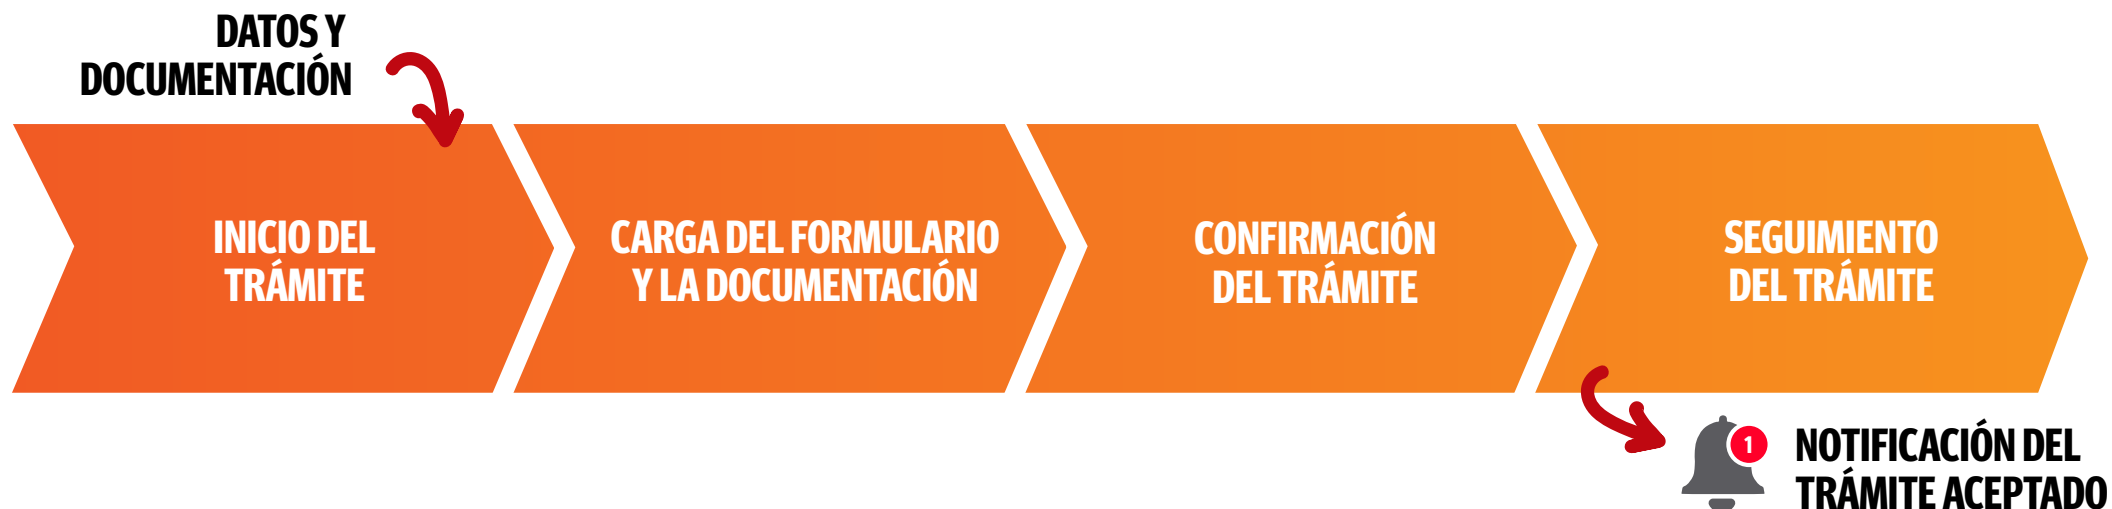 DATOS Y
DOCUMENTACIÓN
INICIO DEL
TRÁMITE
CARGA DEL FORMULARIO
Y LA DOCUMENTACIÓN
CONFIRMACIÓN
DEL TRÁMITE
SEGUIMIENTO
DEL TRÁMITE
1
NOTIFICACIÓN DEL
TRÁMITE ACEPTADO